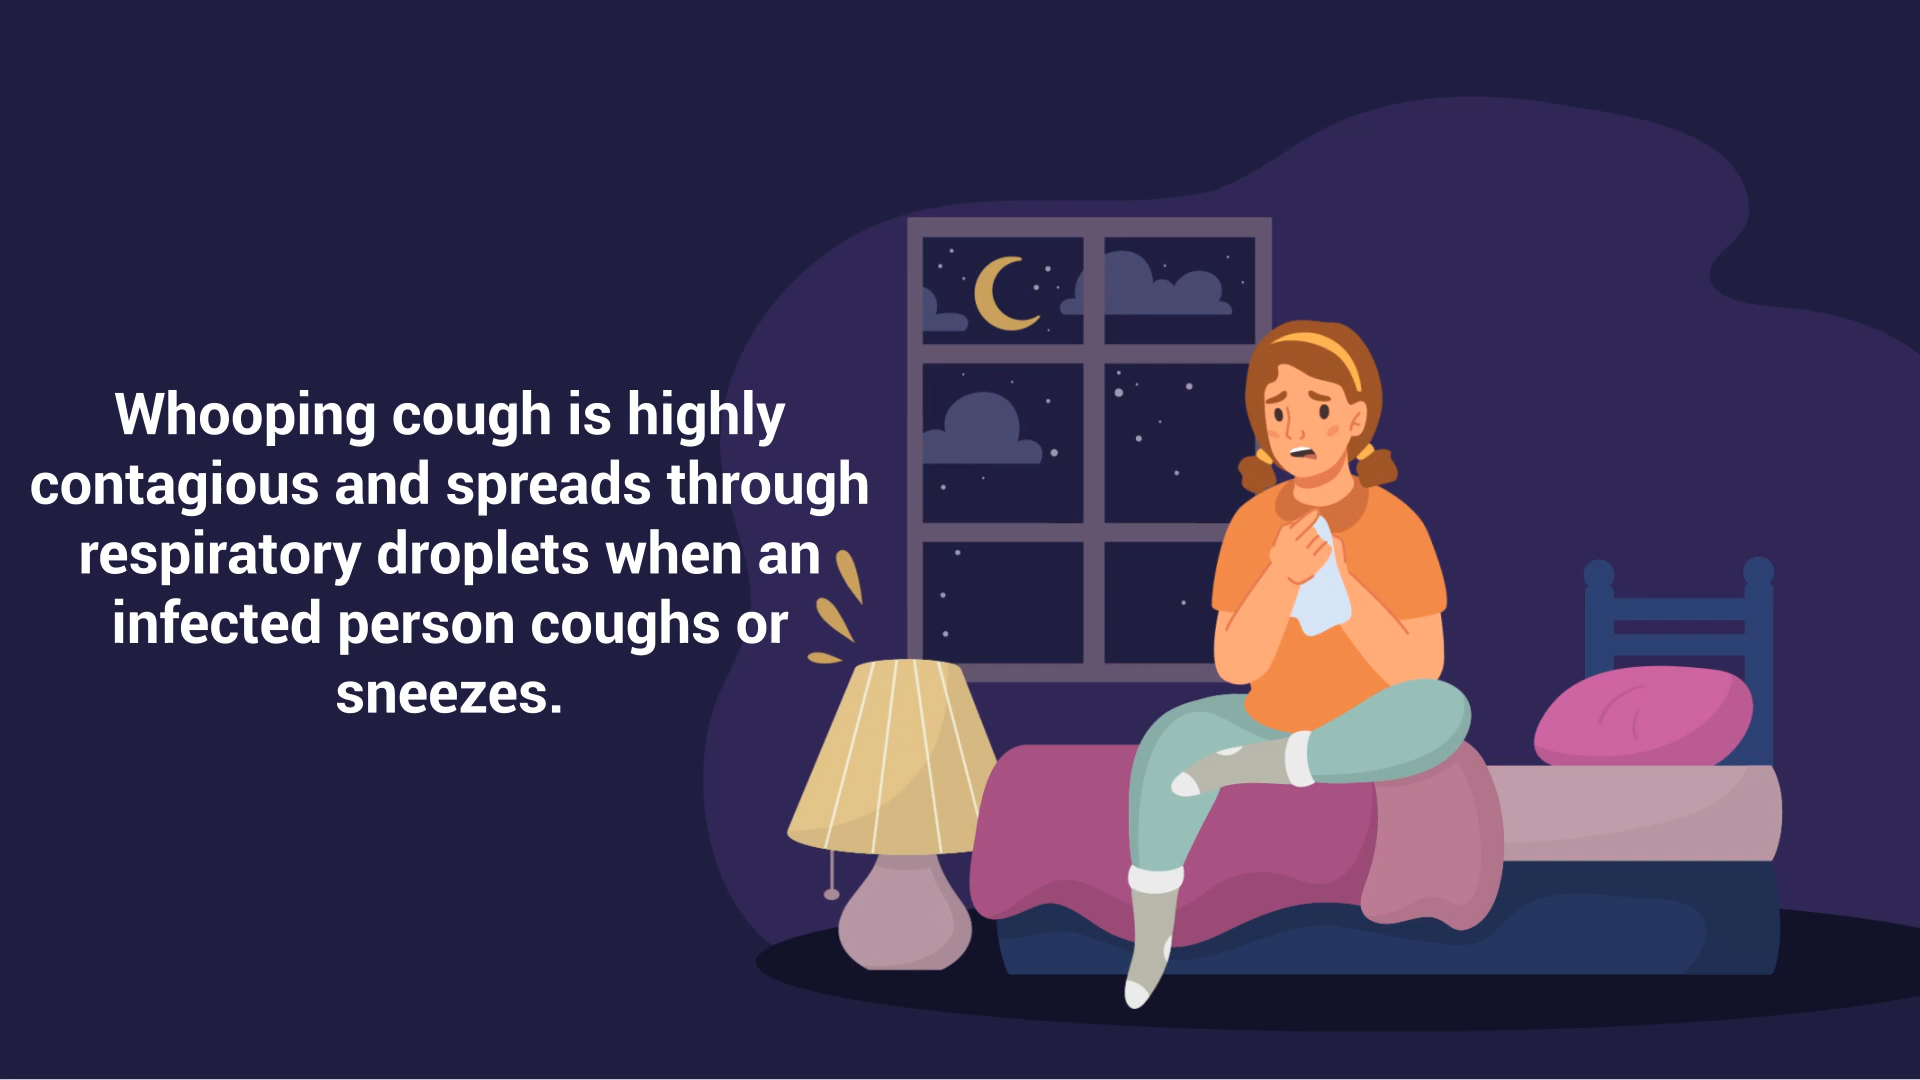 Whooping cough is highly
contagious and spreads through
respiratory droplets when an
infected person coughs or
sneezes.